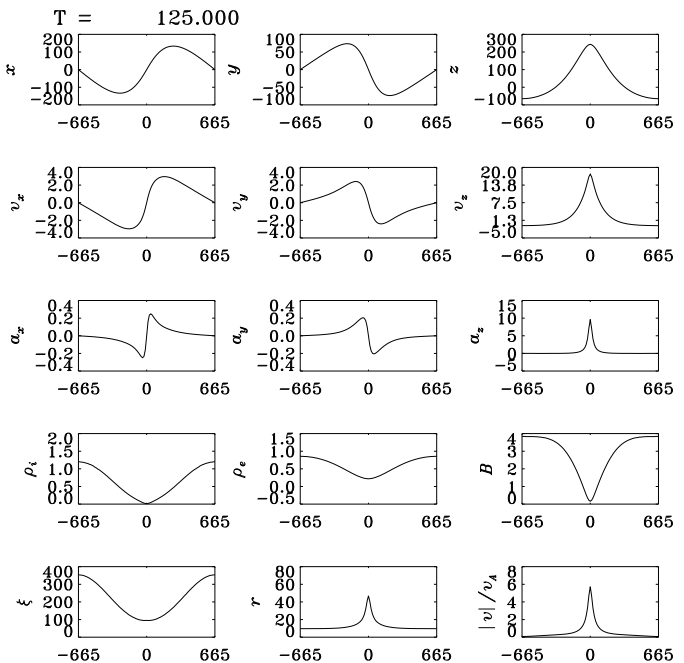 T = 125.000
x 200 100 0 −100 −200 −665 0 665
y 100 50 0 −50 −100 −665 0 665
z 300 200 100 0 −100 −665 0 665
v_x 4.0 2.0 0.0 −2.0 −4.0 −665 0 665
v_y 4.0 2.0 0.0 −2.0 −4.0 −665 0 665
v_z 20.0 13.8 7.5 1.3 −5.0 −665 0 665
a_x 0.4 0.2 0.0 −0.2 −0.4 −665 0 665
a_y 0.4 0.2 0.0 −0.2 −0.4 −665 0 665
a_z 15 10 5 0 −5 −665 0 665
ρ_i 2.0 1.5 1.0 0.5 0.0 −665 0 665
ρ_e 1.5 1.0 0.5 0.0 −0.5 −665 0 665
B 4 3 2 1 0 −665 0 665
ξ 400 300 200 100 0 −665 0 665
r 80 60 40 20 0 −665 0 665
|v|/v_A 8 6 4 2 0 −665 0 665